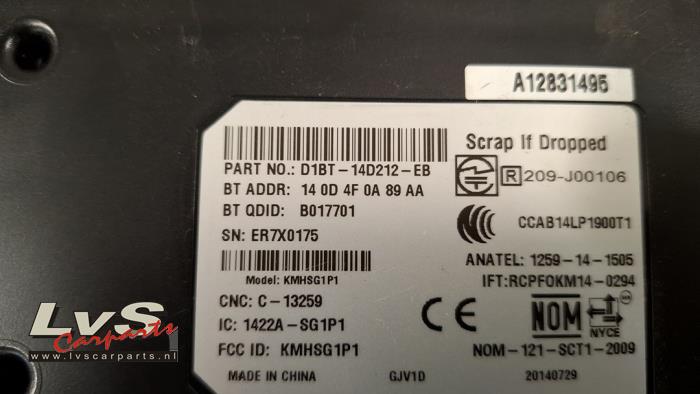 A12831495
Scrap If Dropped
PART NO.: D1BT-14D212-EB
R 209-J00106
BT ADDR: 14 0D 4F 0A 89 AA
BT QDID: B017701
CCAB14LP1900T1
SN: ER7X0175
ANATEL: 1259-14-1505
Model: KMHSG1P1
IFT:RCPFOKM14-0294
CNC: C-13259
CE
NOM
NYCE
IC: 1422A-SG1P1
NOM-121-SCT1-2009
FCC ID: KMHSG1P1
MADE IN CHINA GJV1D 20140729
LvS
Carparts
www.lvscarparts.nl